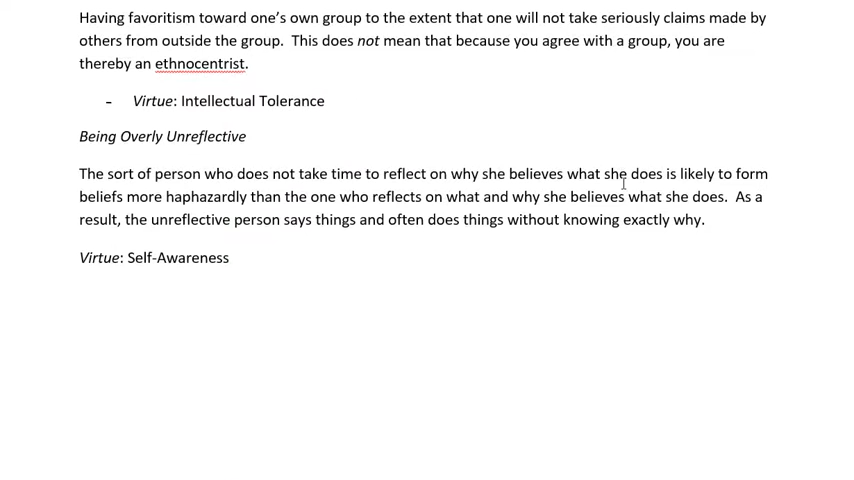 Having favoritism toward one’s own group to the extent that one will not take seriously claims made by
others from outside the group.  This does not mean that because you agree with a group, you are
thereby an ethnocentrist.
- Virtue: Intellectual Tolerance
Being Overly Unreflective
The sort of person who does not take time to reflect on why she believes what she does is likely to form
beliefs more haphazardly than the one who reflects on what and why she believes what she does.  As a
result, the unreflective person says things and often does things without knowing exactly why.
Virtue: Self-Awareness